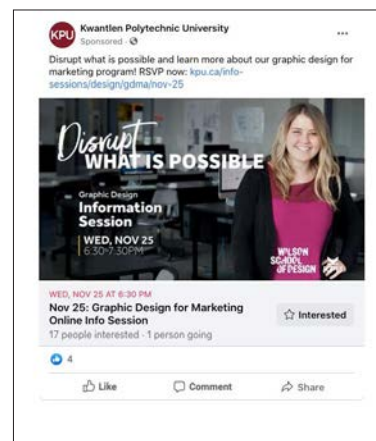 KPU
Kwantlen Polytechnic University
Sponsored ·
Disrupt what is possible and learn more about our graphic design for
marketing program! RSVP now: kpu.ca/info-
sessions/design/gdma/nov-25
Disrupt
WHAT IS POSSIBLE
Graphic Design
Information
Session
WED, NOV 25
6:30-7:30PM
WILSON
SCHOOL
OF DESIGN
WED, NOV 25 AT 6:30 PM
Nov 25: Graphic Design for Marketing
Online Info Session
Interested
17 people interested · 1 person going
4
Like
Comment
Share